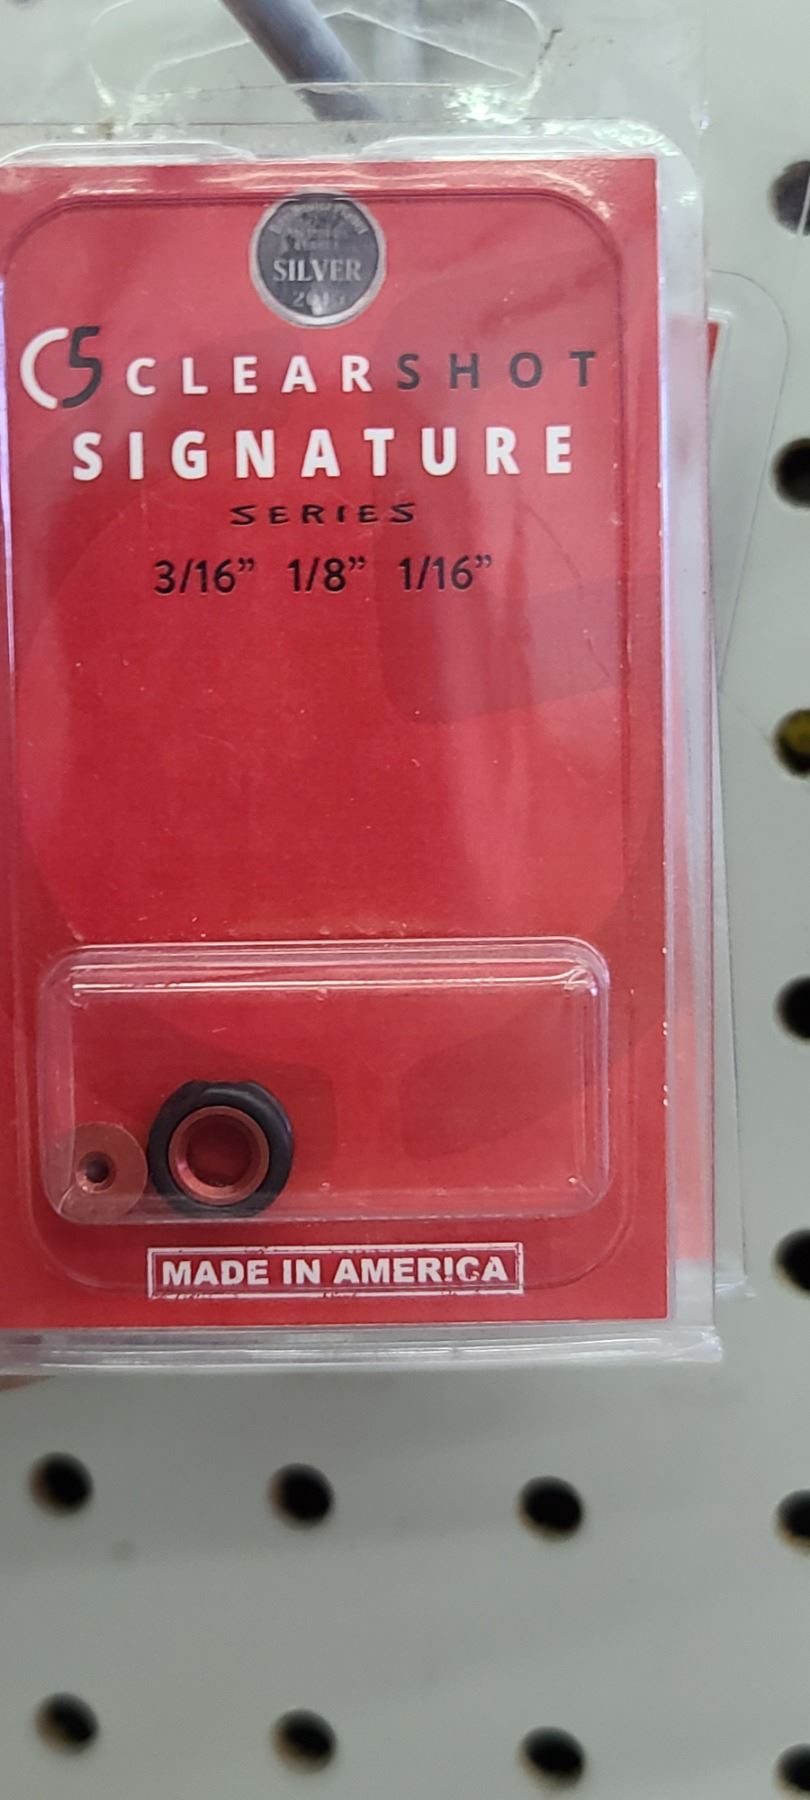 SILVER
CS CLEARSHOT
SIGNATURE
SERIES
3/16” 1/8” 1/16”
MADE IN AMERICA